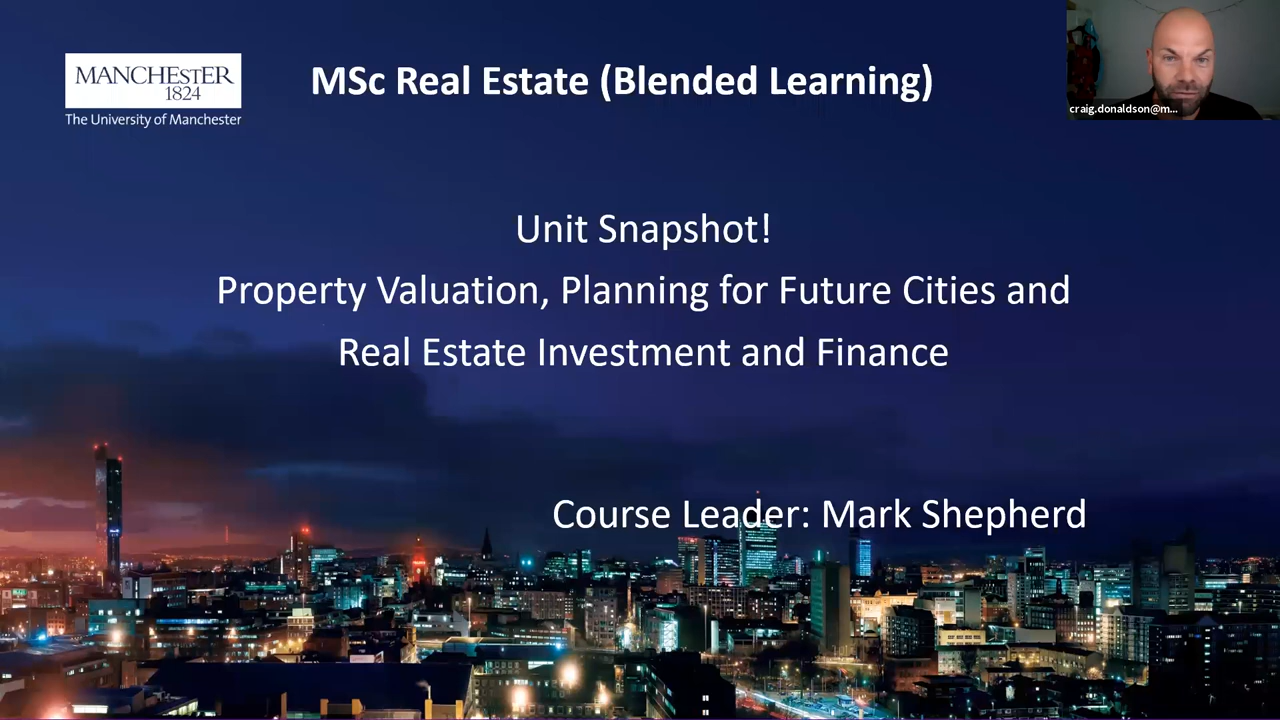 MANCHESTER
1824
The University of Manchester
MSc Real Estate (Blended Learning)
craig.donaldson@m...
Unit Snapshot!
Property Valuation, Planning for Future Cities and
Real Estate Investment and Finance
Course Leader: Mark Shepherd